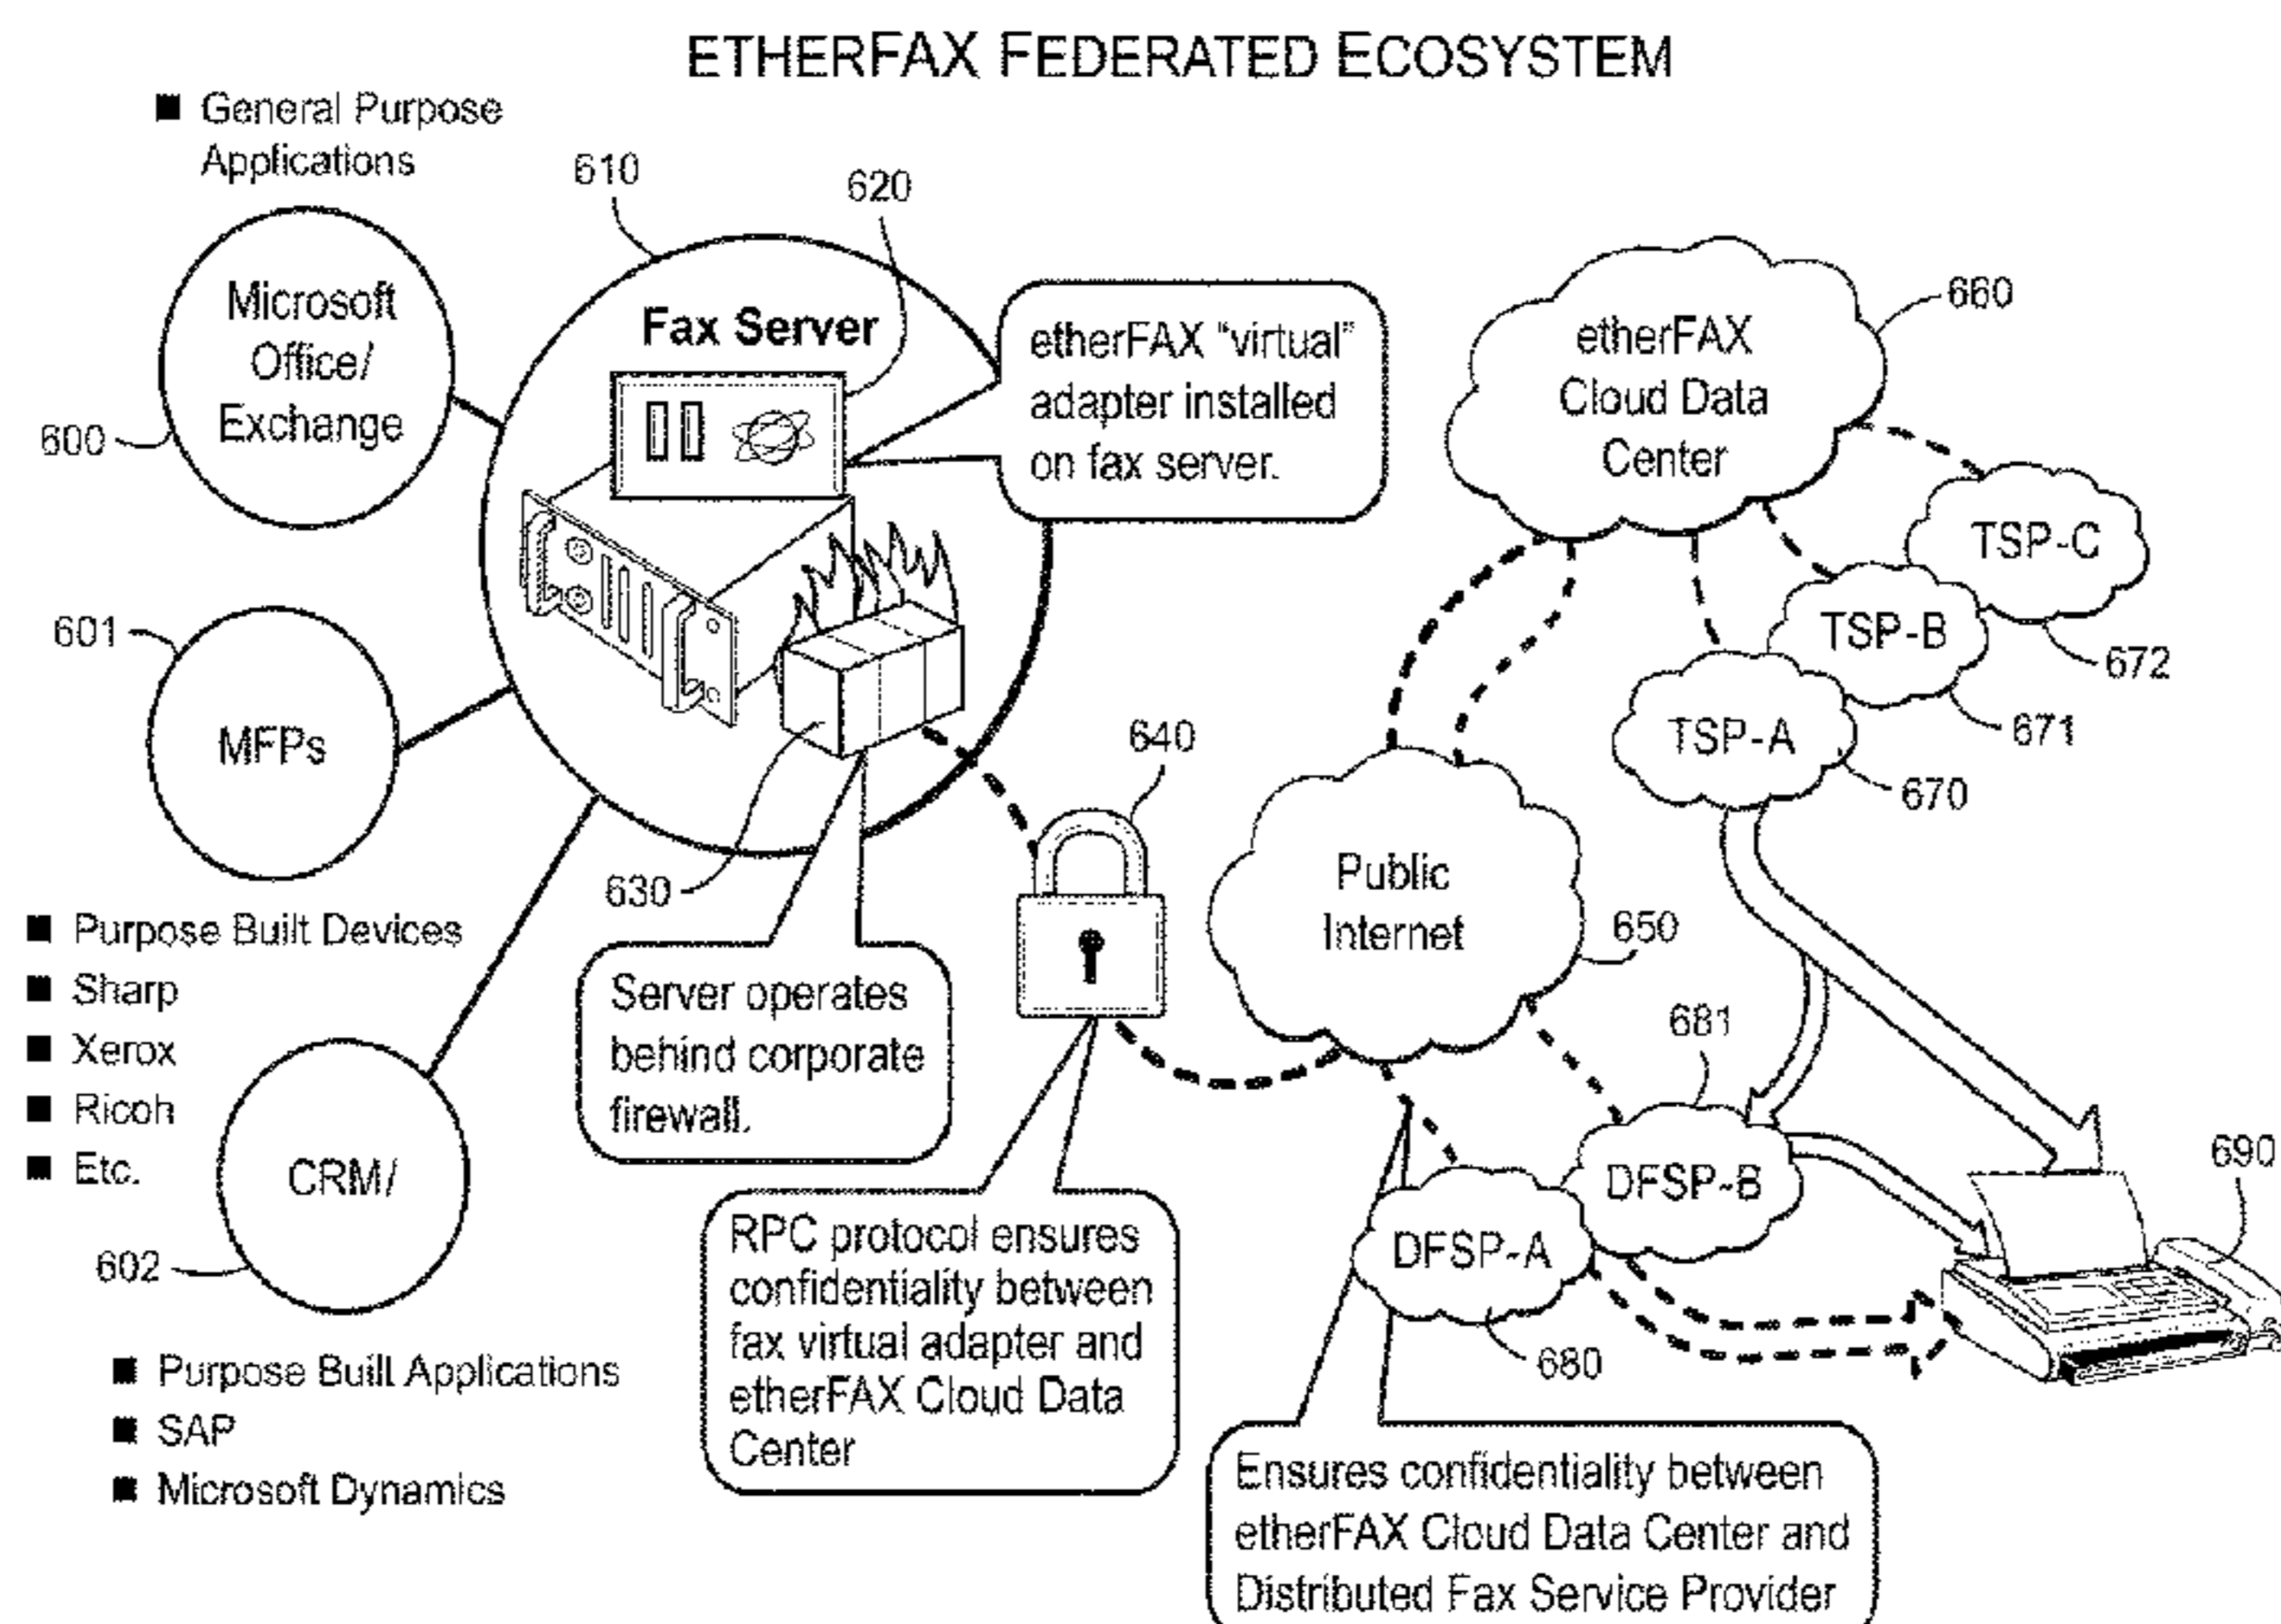 ETHERFAX FEDERATED ECOSYSTEM
■ General Purpose
Applications
610
620
Microsoft
Office/
Exchange
600
Fax Server
etherFAX "virtual"
adapter installed
on fax server.
etherFAX
Cloud Data
Center
660
TSP-C
672
TSP-B
671
TSP-A
670
601
MFPs
■ Purpose Built Devices
■ Sharp
■ Xerox
■ Ricoh
■ Etc.
630
Server operates
behind corporate
firewall.
640
Public
Internet
650
681
DFSP-B
DFSP-A
680
690
CRM/
602
■ Purpose Built Applications
■ SAP
■ Microsoft Dynamics
RPC protocol ensures
confidentiality between
fax virtual adapter and
etherFAX Cloud Data
Center
Ensures confidentiality between
etherFAX Cloud Data Center and
Distributed Fax Service Provider